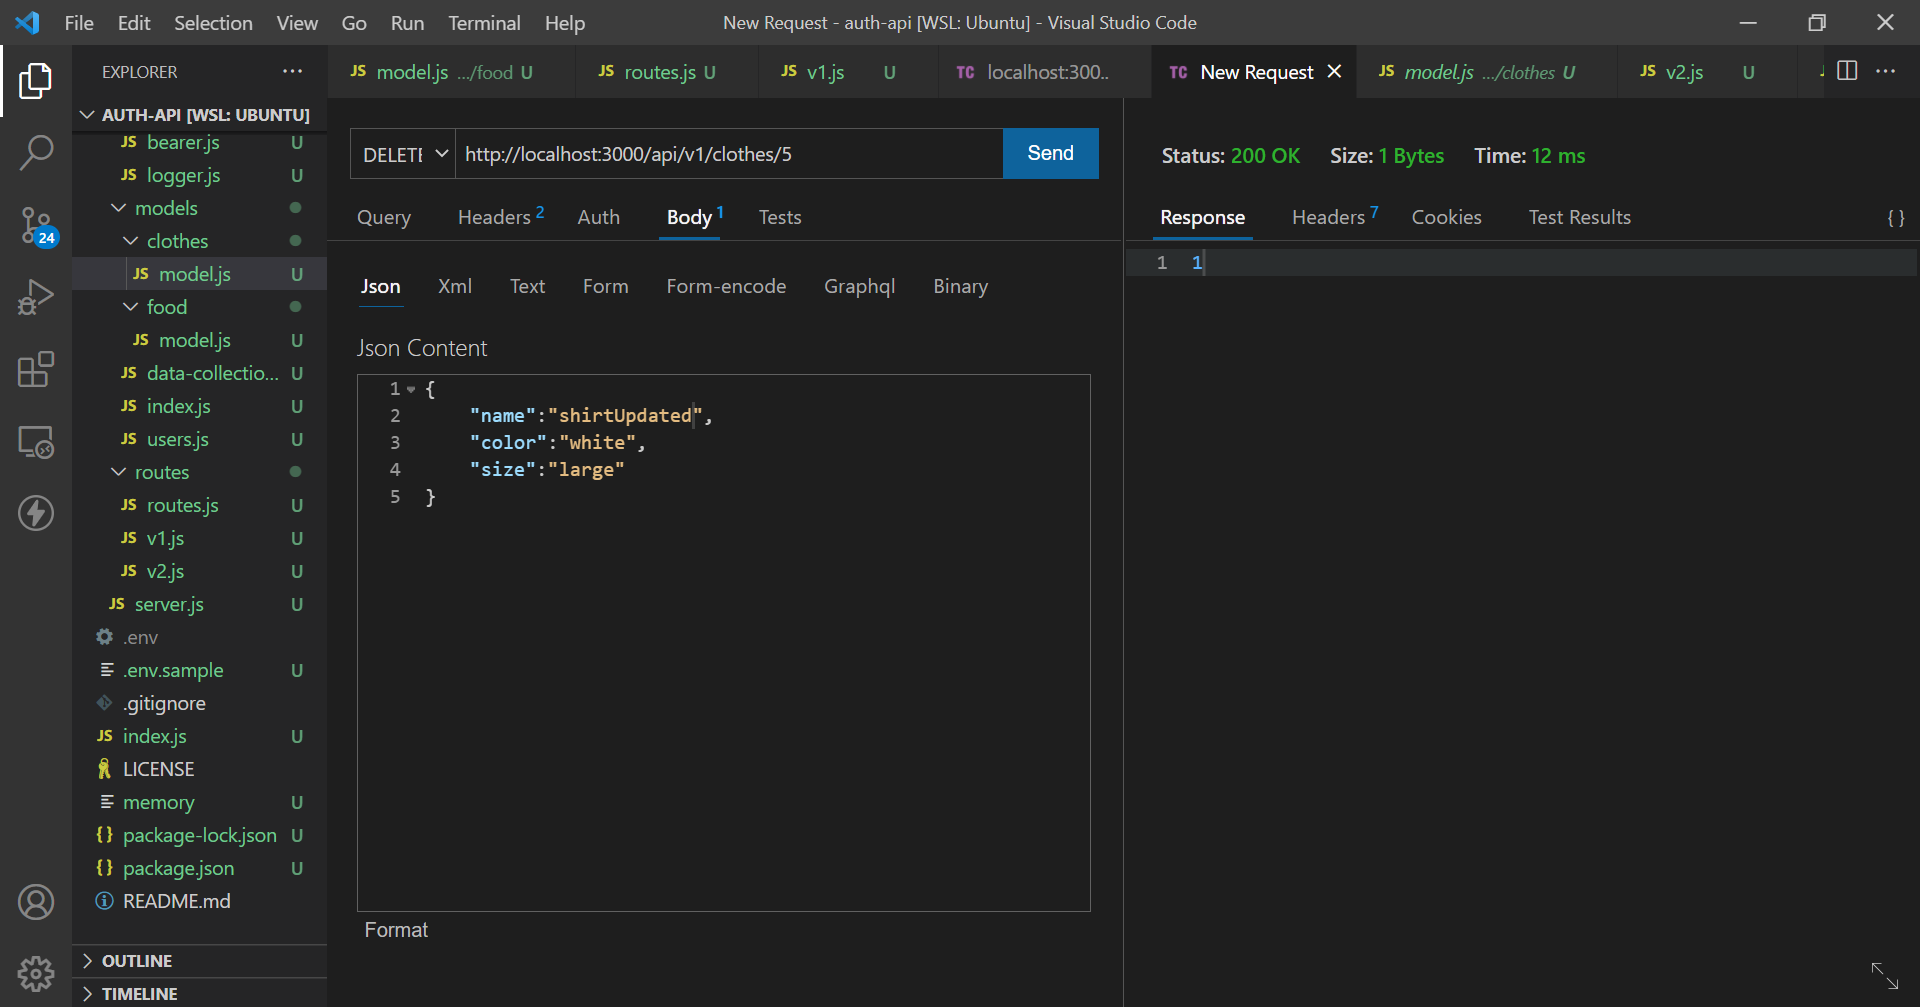 File Edit Selection View Go Run Terminal Help
New Request - auth-api [WSL: Ubuntu] - Visual Studio Code
EXPLORER
JS model.js .../food U
JS routes.js U
JS v1.js U
TC localhost:300..
TC New Request
JS model.js .../clothes U
JS v2.js U
AUTH-API [WSL: UBUNTU]
JS bearer.js U
JS logger.js U
models
clothes
JS model.js U
food
JS model.js U
JS data-collectio... U
JS index.js U
JS users.js U
routes
JS routes.js U
JS v1.js U
JS v2.js U
JS server.js U
.env
.env.sample U
.gitignore
JS index.js U
LICENSE
memory U
{} package-lock.json U
{} package.json U
README.md
OUTLINE
TIMELINE
24
DELETE http://localhost:3000/api/v1/clothes/5 Send
Query Headers 2 Auth Body 1 Tests
Json Xml Text Form Form-encode Graphql Binary
Json Content
1 {
2 "name":"shirtUpdated",
3 "color":"white",
4 "size":"large"
5 }
Format
Status: 200 OK Size: 1 Bytes Time: 12 ms
Response Headers 7 Cookies Test Results {}
1 1